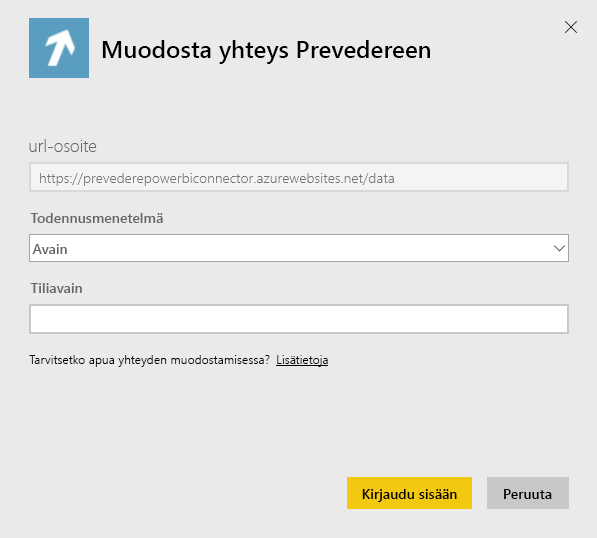 Muodosta yhteys Prevedereen
url-osoite
https://prevederepowerbiconnector.azurewebsites.net/data
Todennusmenetelmä
Avain
Tiliavain
Tarvitsetko apua yhteyden muodostamisessa? Lisätietoja
Kirjaudu sisään
Peruuta